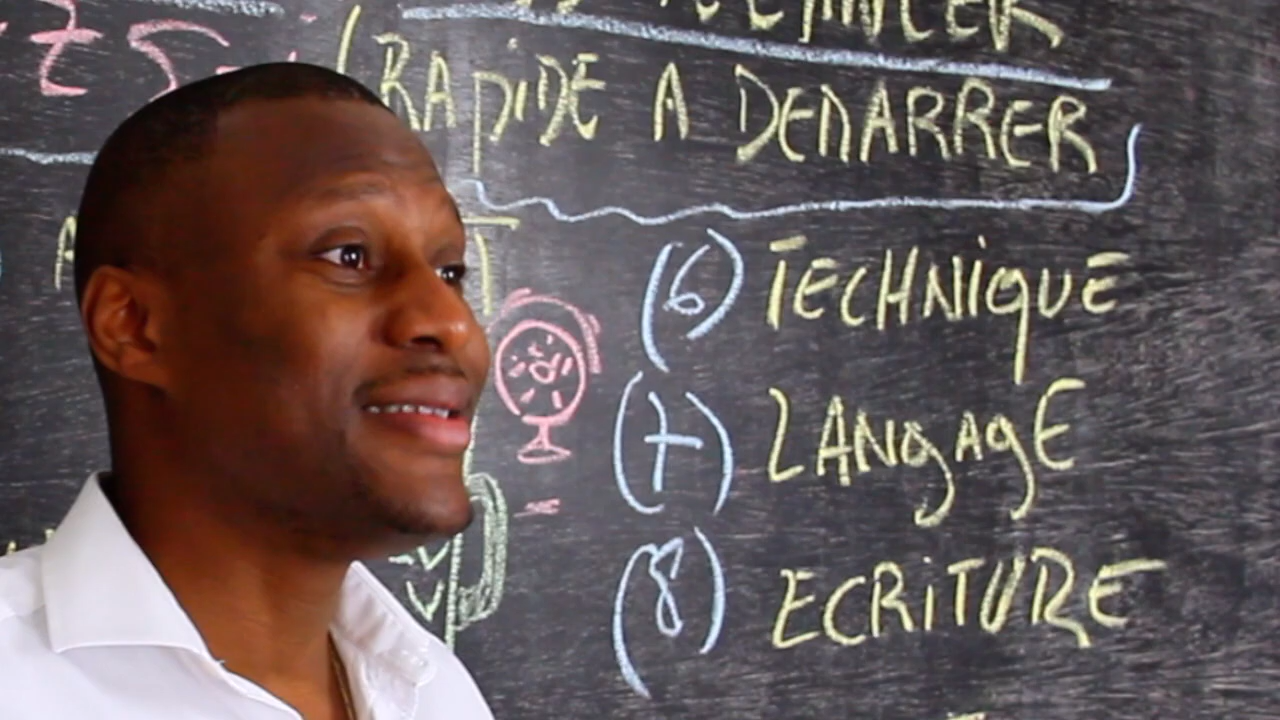 (RAPIDE A DEMARRER
(6) TECHNIQUE
(7) LANGAGE
(8) ECRITURE